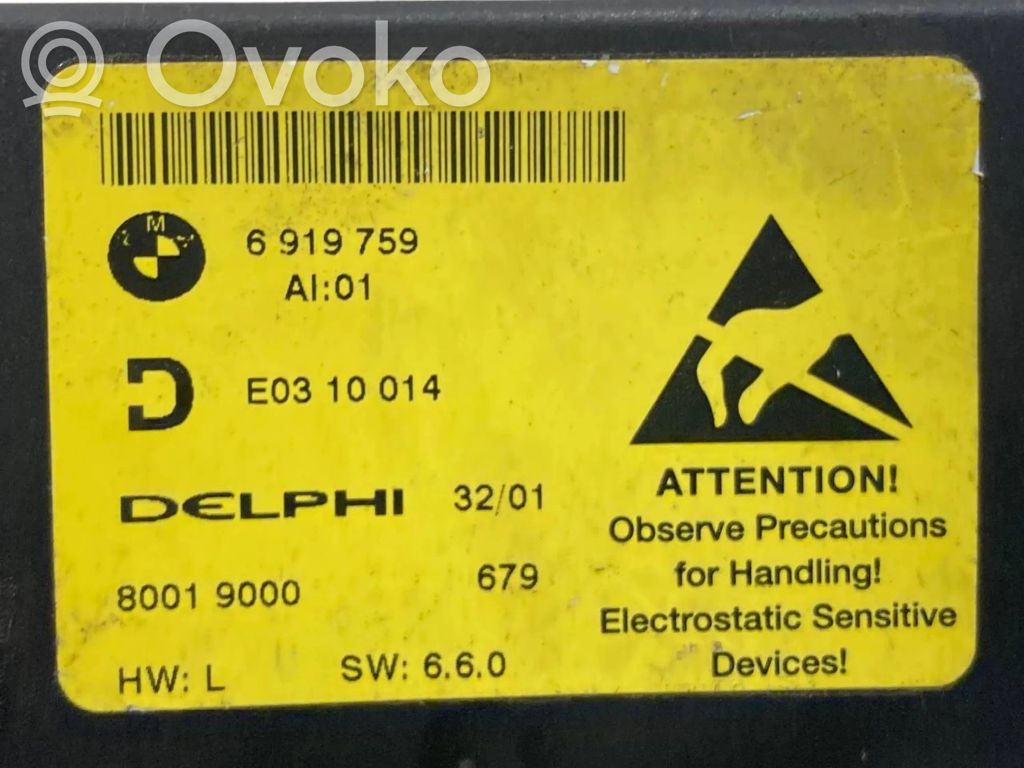 Ovoko
BMW
6 919 759
AI:01
E03 10 014
DELPHI 32/01
8001 9000 679
HW: L SW: 6.6.0
ATTENTION!
Observe Precautions
for Handling!
Electrostatic Sensitive
Devices!